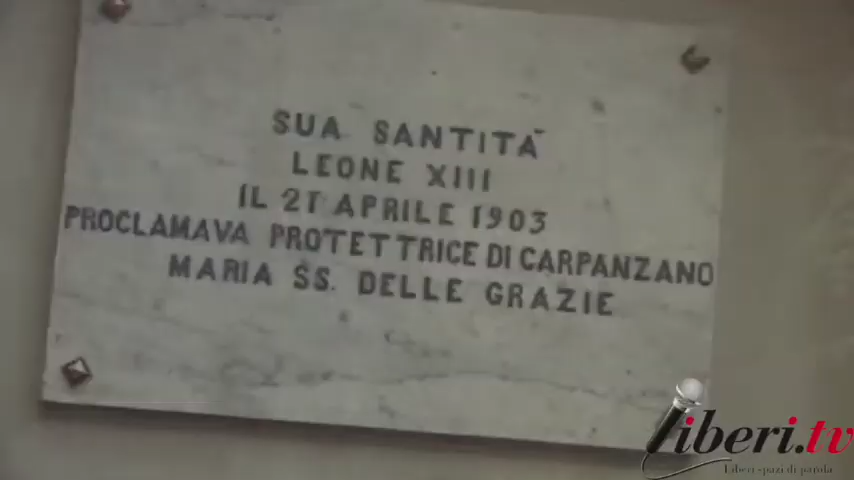 SUA SANTITÀ
LEONE XIII
IL 21 APRILE 1903
PROCLAMAVA PROTETTRICE DI CARPANZANO
MARIA SS. DELLE GRAZIE
liberi.tv
Liberi spazi di parola